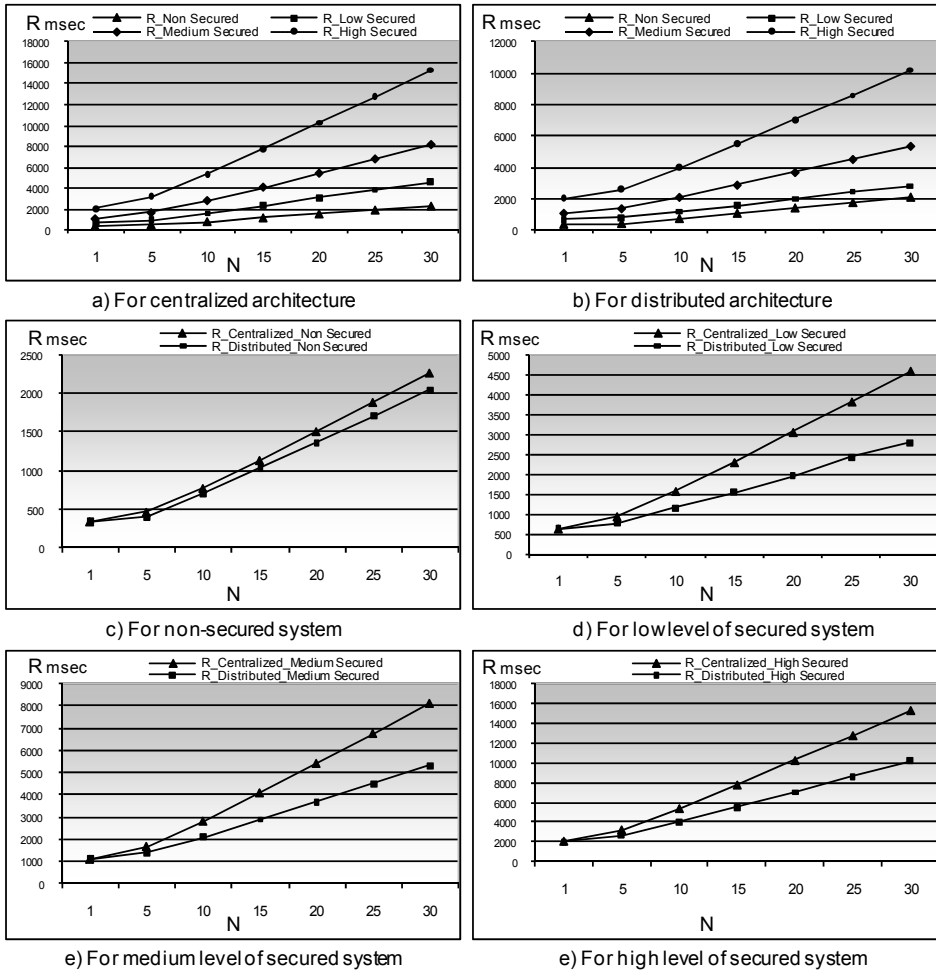 R msec
R_Non Secured R_Low Secured
R_Medium Secured R_High Secured
18000
16000
14000
12000
10000
8000
6000
4000
2000
0
1 5 10 15 20 25 30
N
a) For centralized architecture
R msec
R_Non Secured R_Low Secured
R_Medium Secured R_High Secured
12000
10000
8000
6000
4000
2000
0
1 5 10 15 20 25 30
N
b) For distributed architecture
R msec
R_Centralized_Non Secured
R_Distributed_Non Secured
2500
2000
1500
1000
500
0
1 5 10 15 20 25 30
N
c) For non-secured system
R msec
R_Centralized_Low Secured
R_Distributed_Low Secured
5000
4500
4000
3500
3000
2500
2000
1500
1000
500
0
1 5 10 15 20 25 30
N
d) For low level of secured system
R msec
R_Centralized_Medium Secured
R_Distributed_Medium Secured
9000
8000
7000
6000
5000
4000
3000
2000
1000
0
1 5 10 15 20 25 30
N
e) For medium level of secured system
R msec
R_Centralized_High Secured
R_Distributed_High Secured
16000
14000
12000
10000
8000
6000
4000
2000
0
1 5 10 15 20 25 30
N
e) For high level of secured system